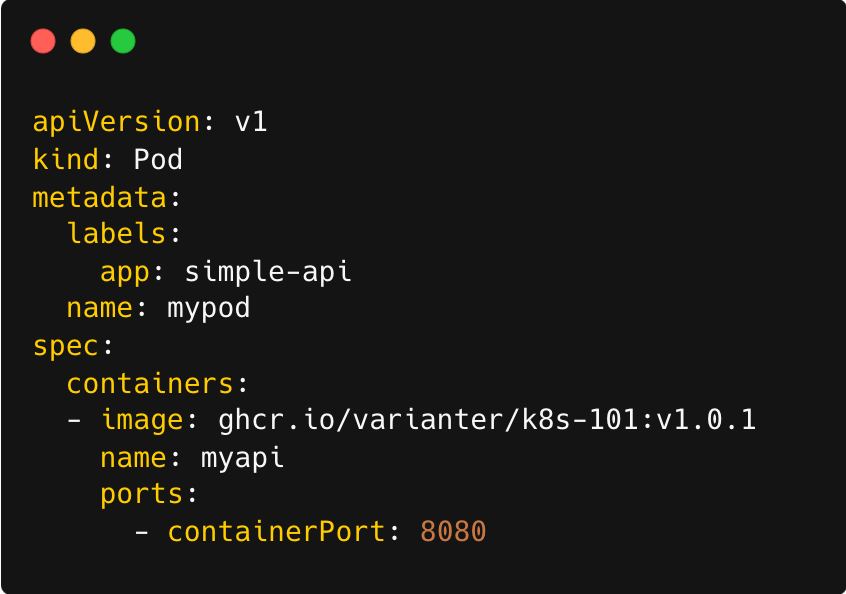 apiVersion: v1
kind: Pod
metadata:
  labels:
    app: simple-api
  name: mypod
spec:
  containers:
  - image: ghcr.io/varianter/k8s-101:v1.0.1
    name: myapi
    ports:
      - containerPort: 8080